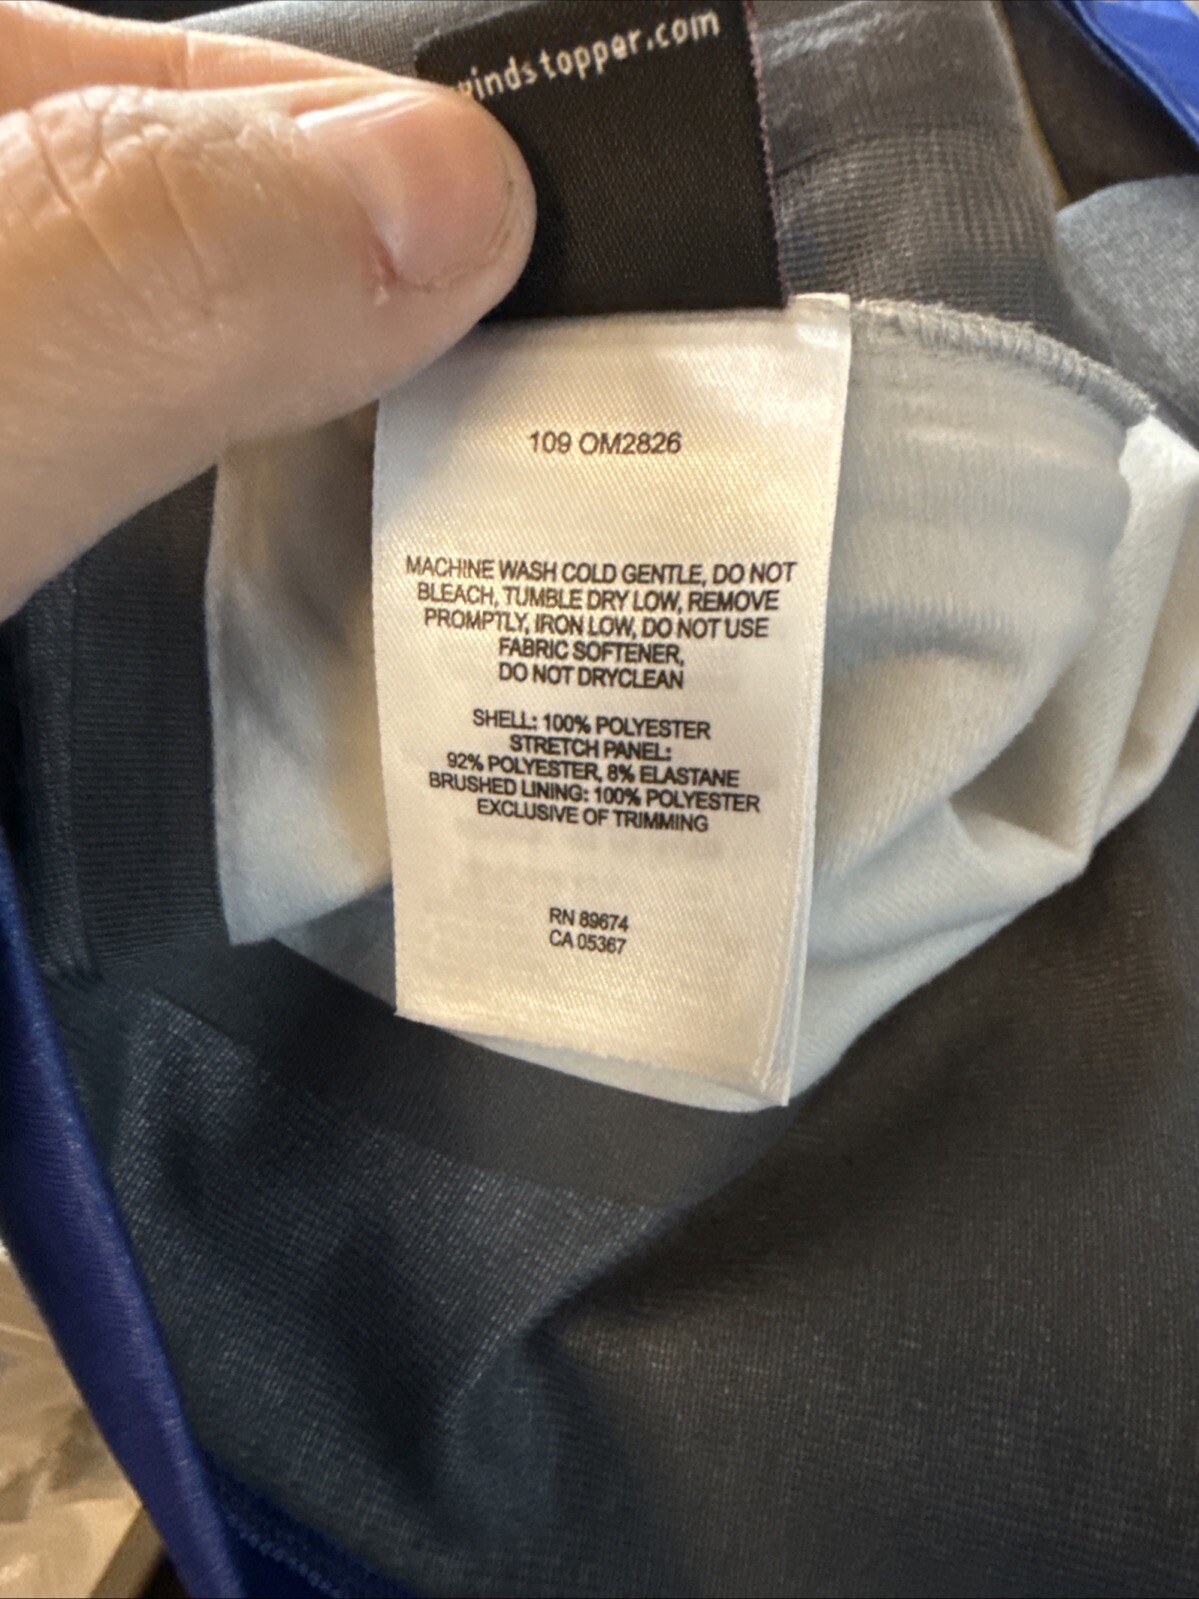 windstopper.com
109 OM2826
MACHINE WASH COLD GENTLE, DO NOT
BLEACH, TUMBLE DRY LOW, REMOVE
PROMPTLY, IRON LOW, DO NOT USE
FABRIC SOFTENER,
DO NOT DRYCLEAN
SHELL: 100% POLYESTER
STRETCH PANEL:
92% POLYESTER, 8% ELASTANE
BRUSHED LINING: 100% POLYESTER
EXCLUSIVE OF TRIMMING
RN 89674
CA 05367